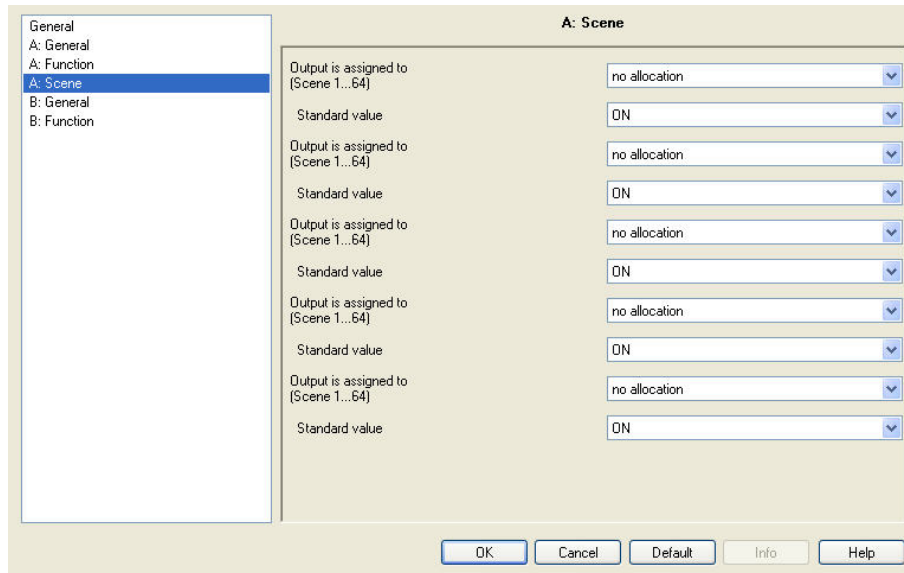 General
A: General
A: Function
A: Scene
B: General
B: Function
A: Scene
Output is assigned to
(Scene 1...64)
no allocation
Standard value
ON
Output is assigned to
(Scene 1...64)
no allocation
Standard value
ON
Output is assigned to
(Scene 1...64)
no allocation
Standard value
ON
Output is assigned to
(Scene 1...64)
no allocation
Standard value
ON
Output is assigned to
(Scene 1...64)
no allocation
Standard value
ON
OK
Cancel
Default
Info
Help